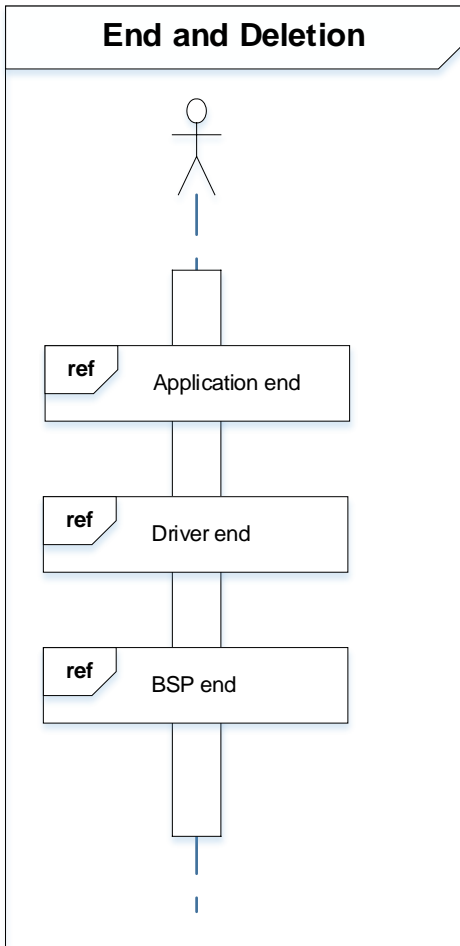 End and Deletion
ref
Application end
ref
Driver end
ref
BSP end